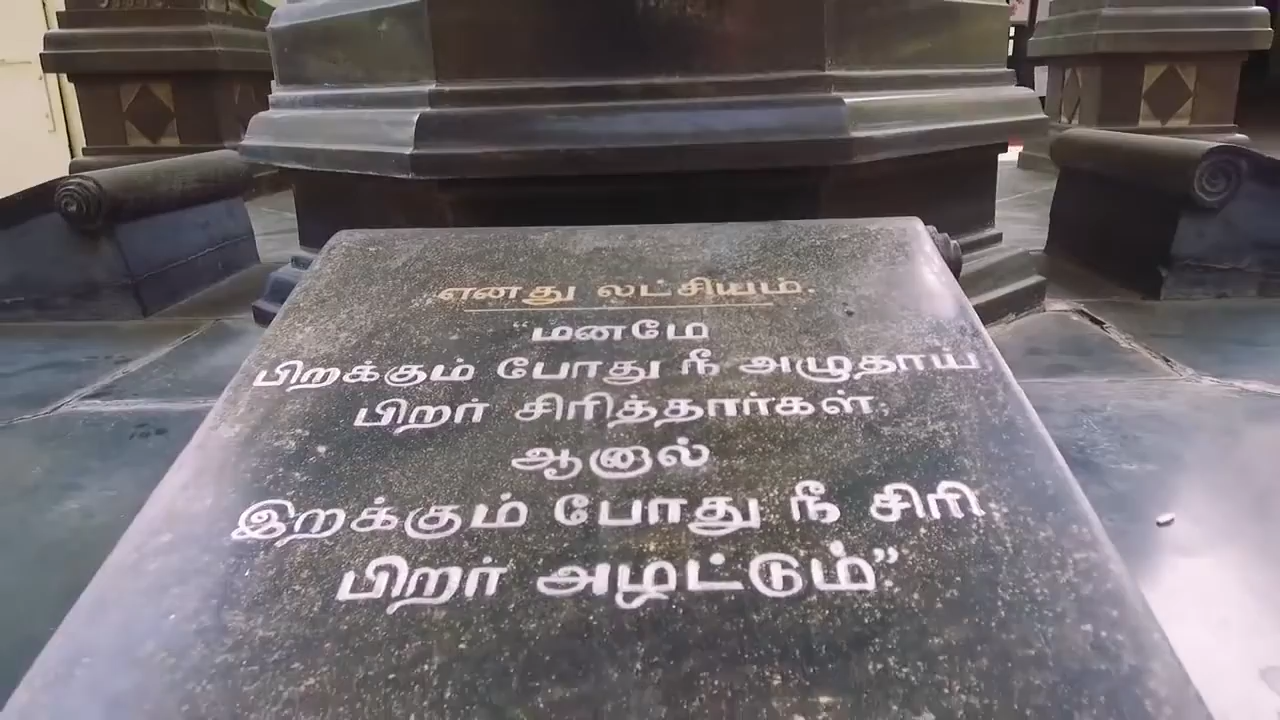 எனது லட்சியம்.
“மனமே
பிறக்கும் போது நீ அழுதாய்
பிறர் சிரித்தார்கள்
ஆனால்
இறக்கும் போது நீ சிரி
பிறர் அழட்டும்”